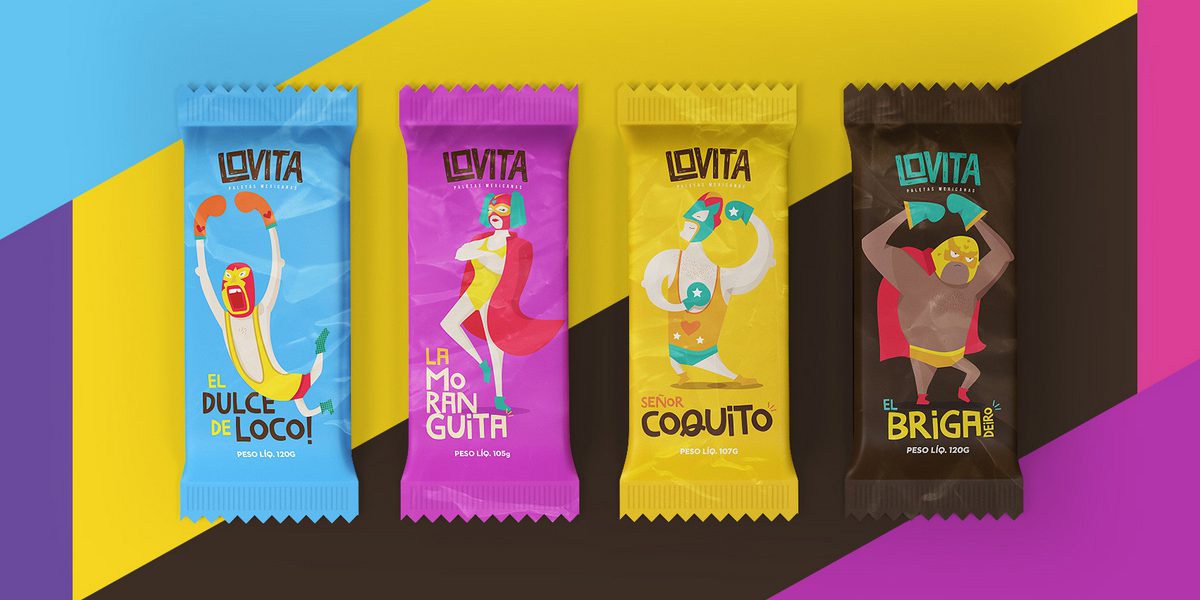 LOVITA
PALETAS MEXICANAS
EL
DULCE
DE LOCO!
PESO LÍQ. 120G
LOVITA
PALETAS MEXICANAS
LA
MO
RAN
GUITA
PESO LÍQ. 105g
LOVITA
PALETAS MEXICANAS
SEÑOR
COQUITO
PESO LÍQ. 107G
LOVITA
PALETAS MEXICANAS
EL
BRIGA
DEIRO
PESO LÍQ. 120G